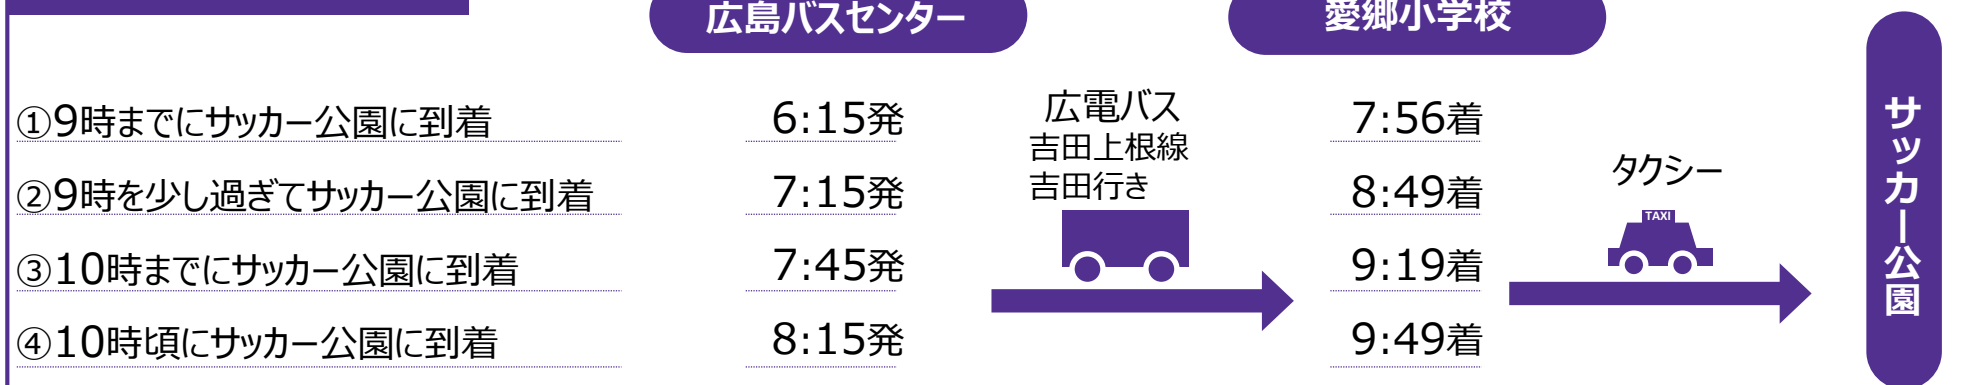 広島バスセンター
愛郷小学校
①9時までにサッカー公園に到着
6:15発
7:56着
②9時を少し過ぎてサッカー公園に到着
7:15発
8:49着
③10時までにサッカー公園に到着
7:45発
9:19着
④10時頃にサッカー公園に到着
8:15発
9:49着
広電バス
吉田上根線
吉田行き
タクシー
TAXI
サッカー公園